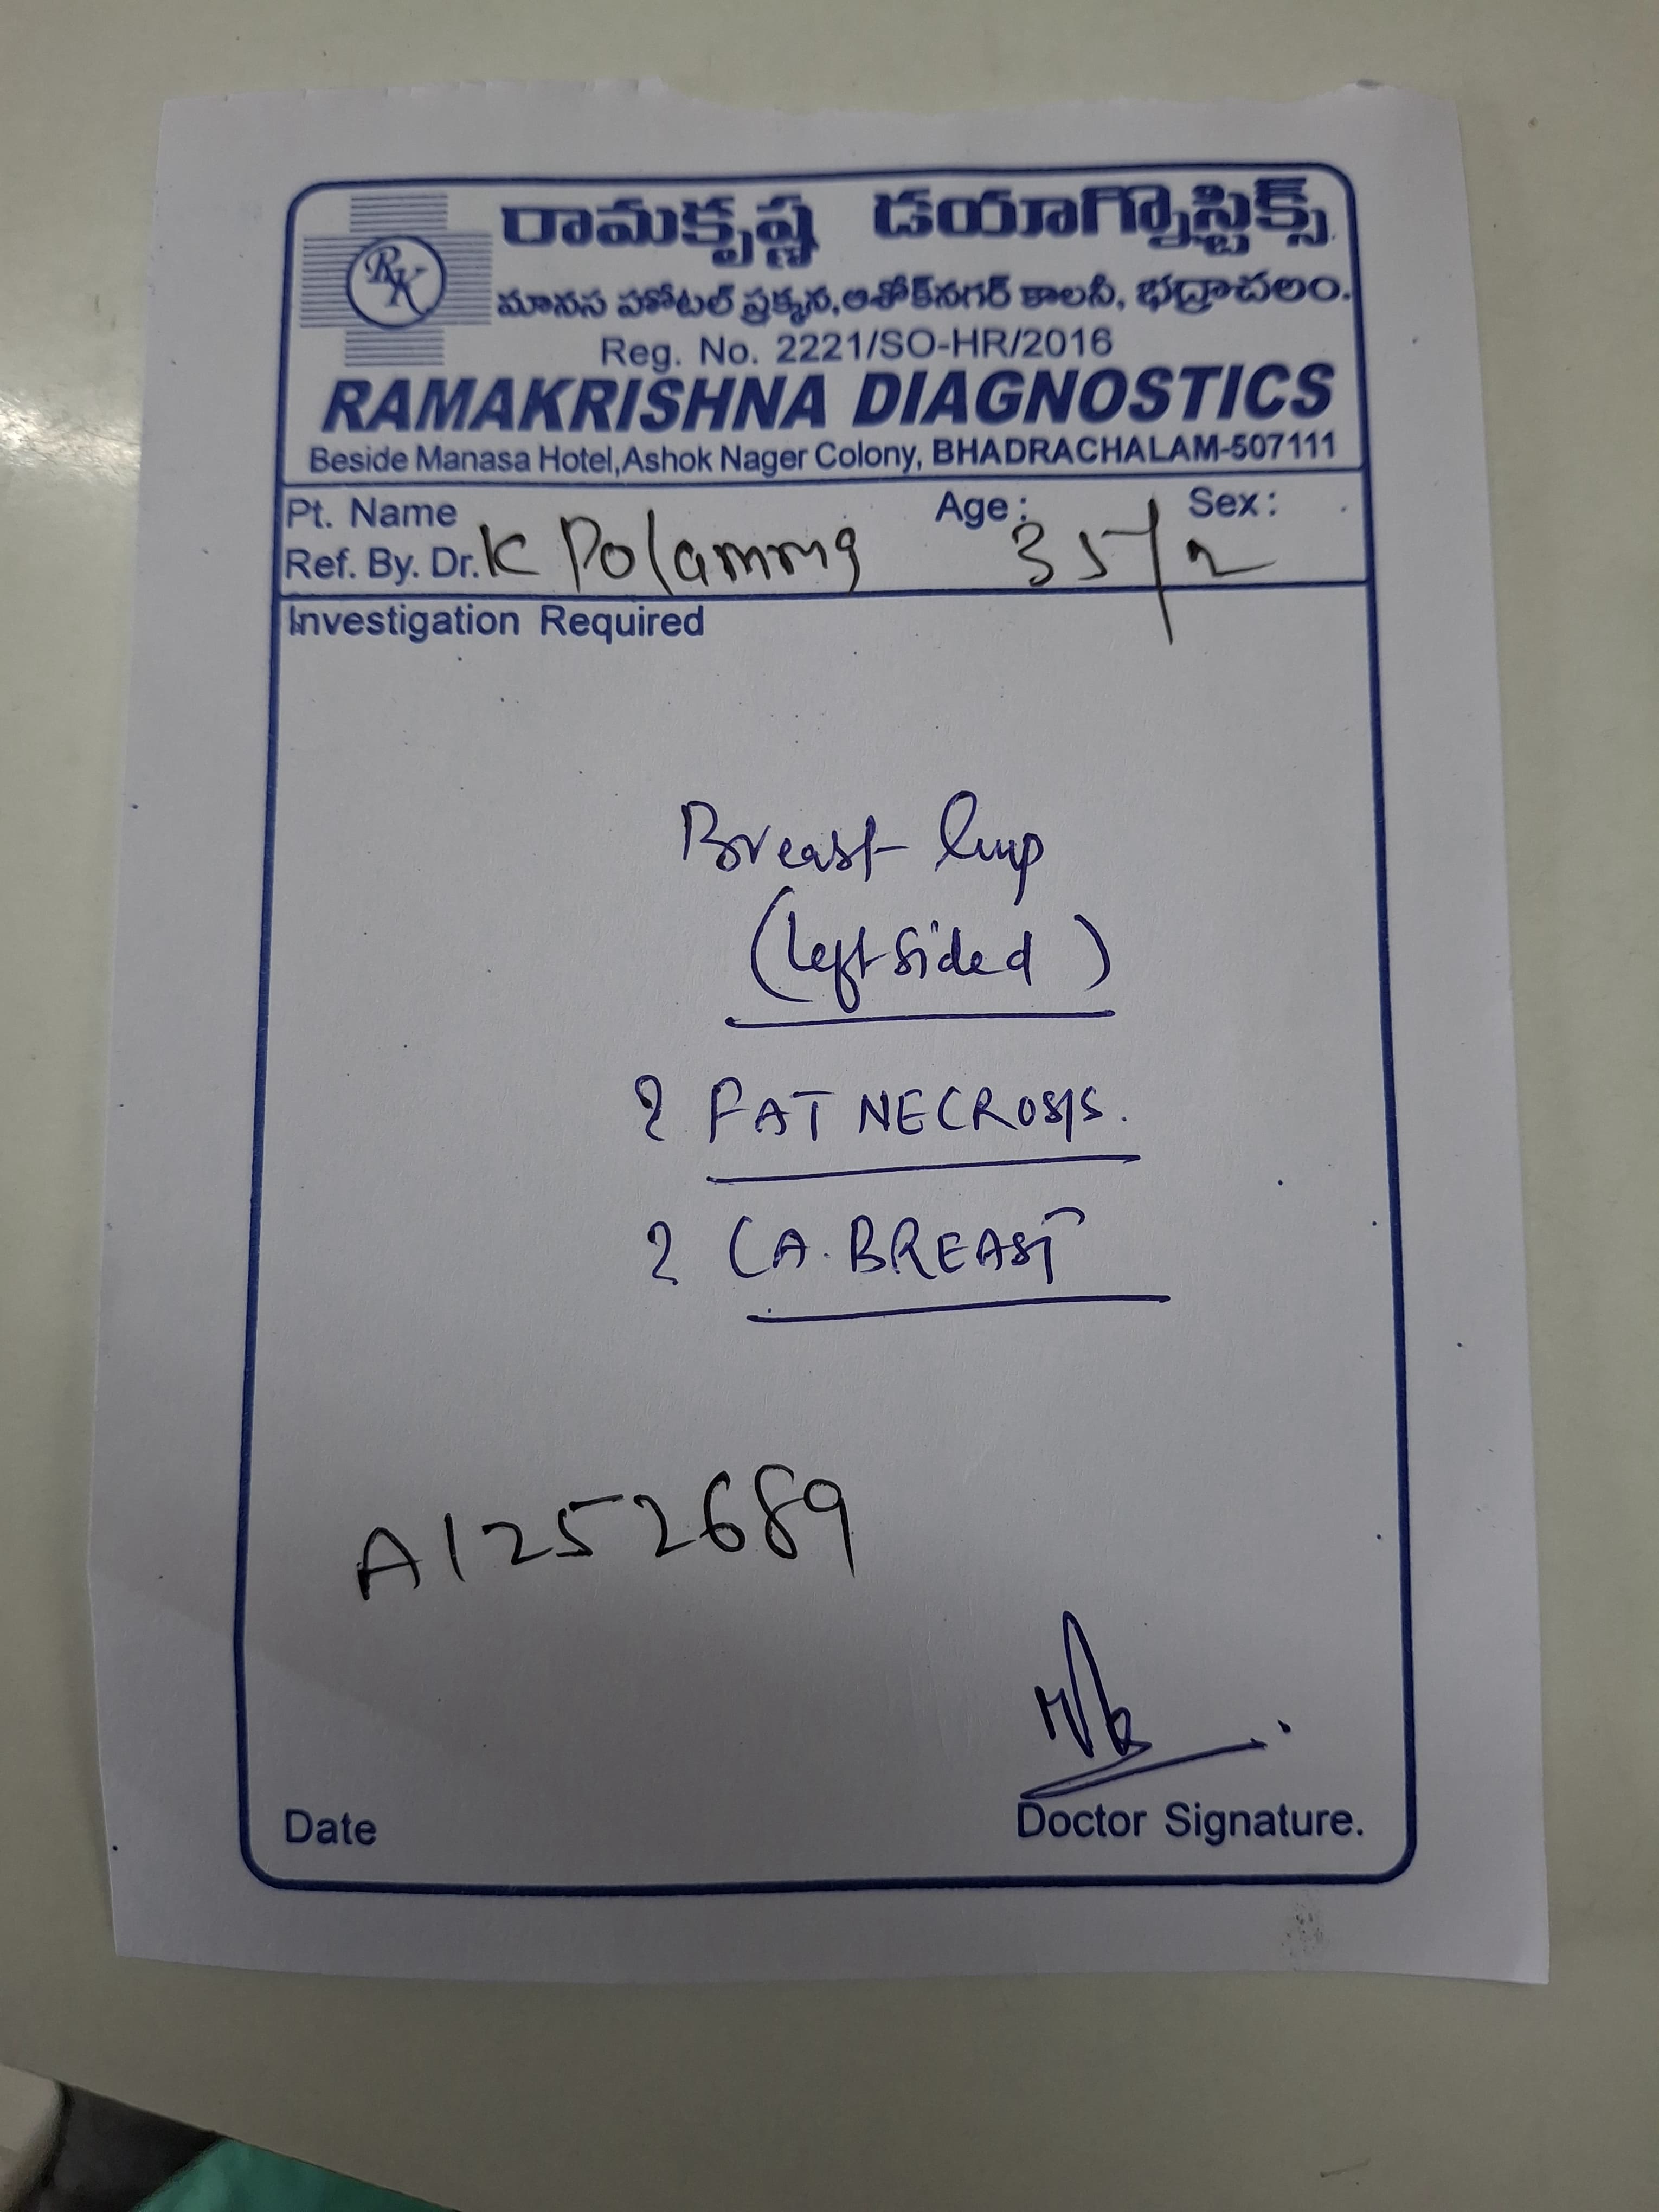 రామకృష్ణ డయాగ్నొస్టిక్స్
RK
మానస హోటల్ ప్రక్కన, అశోక్‌నగర్ కాలనీ, భద్రాచలం.
Reg. No. 2221/SO-HR/2016
RAMAKRISHNA DIAGNOSTICS
Beside Manasa Hotel, Ashok Nager Colony, BHADRACHALAM-507111
Pt. Name Age: Sex:
Ref. By. Dr. K Polamma 35/
Investigation Required
Breast lump
(left sided)
? FAT NECROSIS.
? CA. BREAST
A1252689
Date
Doctor Signature.